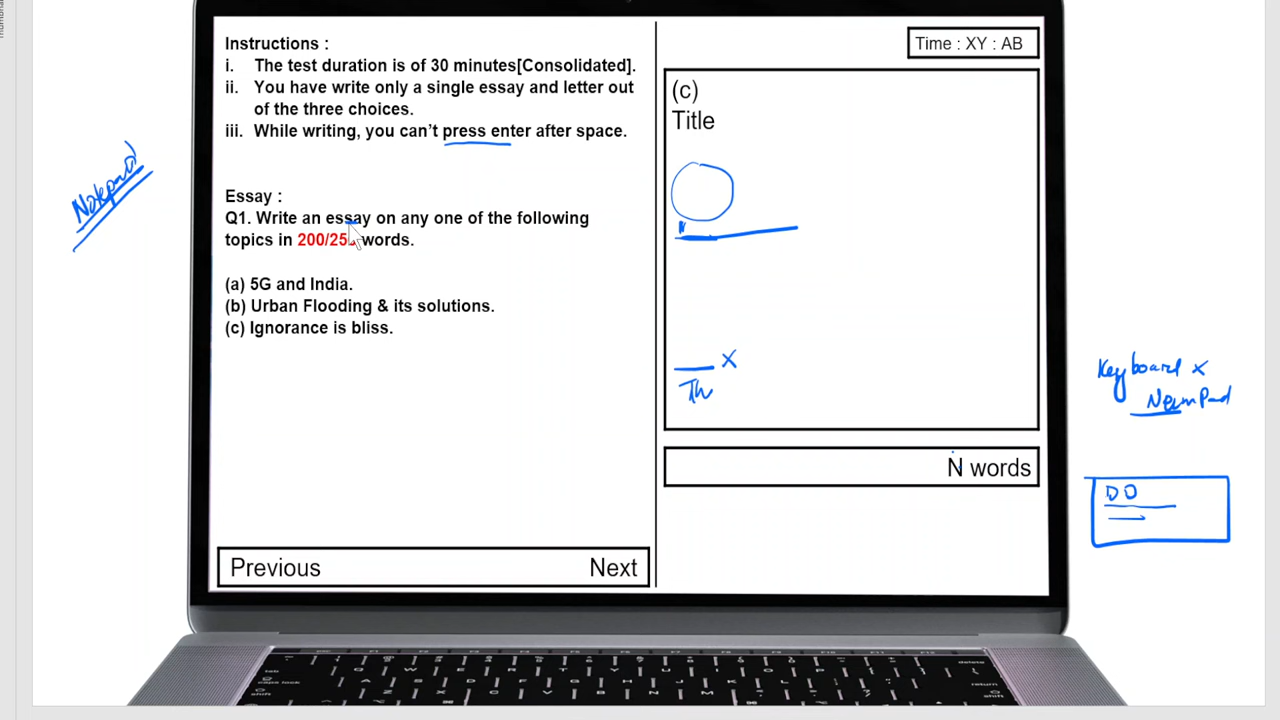 Instructions :
i. The test duration is of 30 minutes[Consolidated].
ii. You have write only a single essay and letter out
of the three choices.
iii. While writing, you can’t press enter after space.
Essay :
Q1. Write an essay on any one of the following
topics in 200/25 words.
(a) 5G and India.
(b) Urban Flooding & its solutions.
(c) Ignorance is bliss.
Previous
Next
Time : XY : AB
(c)
Title
X
Th
N words
Notepad
Keyboard x
NumPad
DO